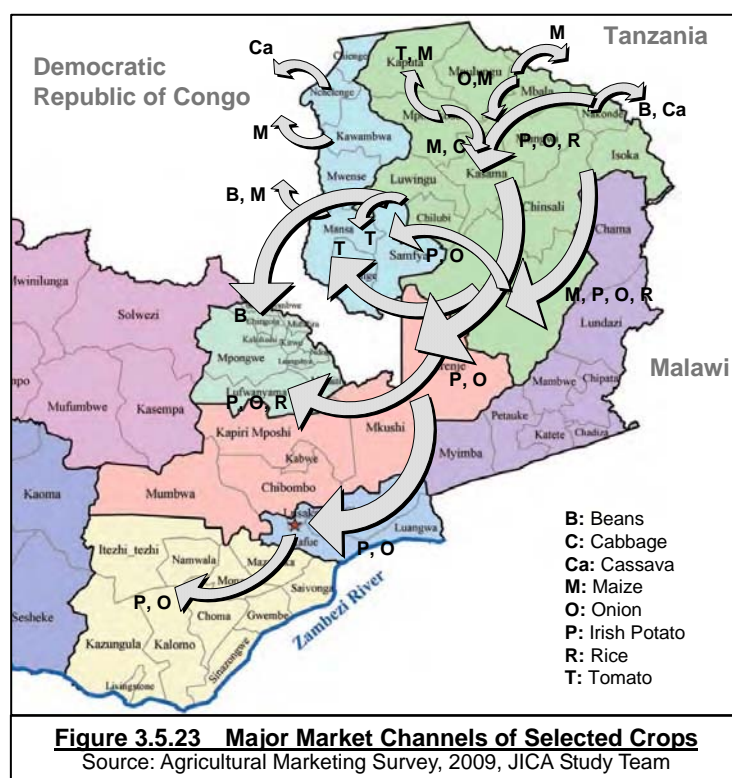 Tanzania
Democratic
Republic of Congo
Ca
T, M
M
O,M
B, Ca
M
M, C
P, O, R
B, M
Chienge
Nchelenge
Kawambwa
Mwense
Kaputa
Mbala
Nakonde
Isoka
Kasama
Luwingu
Chilubi
Chinsali
Chama
Mansa
T
T
P, O
B
M, P, O, R
Lundazi
Malawi
Mwinilunga
Solwezi
Mpongwe
Lufwanyama
P, O, R
P, O
Mufumbwe
Kasempa
Kapiri Mposhi
Mkushi
Kabwe
Chibombo
Mumbwa
Mambwe
Chipata
Petauke
Katete
Chadiza
Myimba
Kaoma
Luangwa
P, O
Itezhi_tezhi
Namwala
Saivonga
P, O
Choma
Gwembe
Sesheke
Kazungula
Kalomo
Sinazongwe
Livingstone
Zambezi River
B: Beans
C: Cabbage
Ca: Cassava
M: Maize
O: Onion
P: Irish Potato
R: Rice
T: Tomato
Figure 3.5.23 Major Market Channels of Selected Crops
Source: Agricultural Marketing Survey, 2009, JICA Study Team